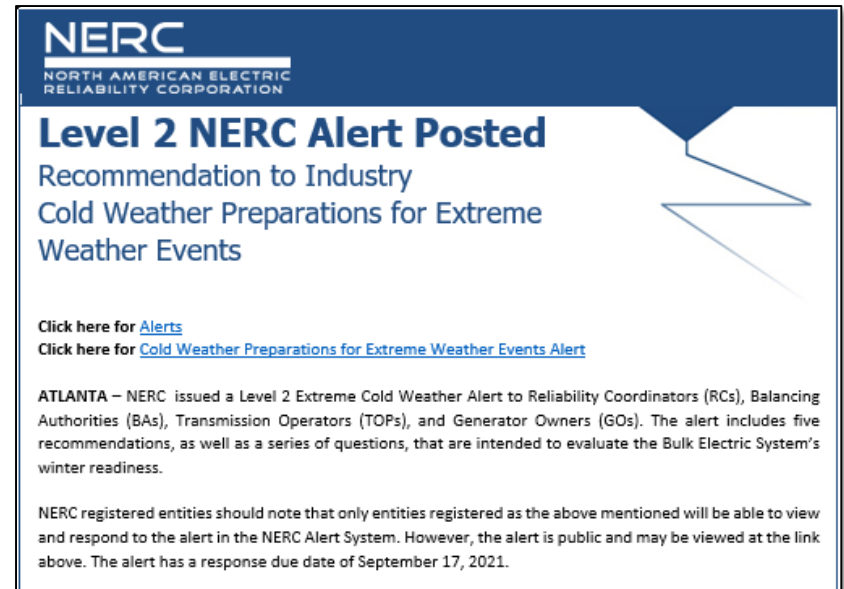 NERC
NORTH AMERICAN ELECTRIC
RELIABILITY CORPORATION
Level 2 NERC Alert Posted
Recommendation to Industry
Cold Weather Preparations for Extreme
Weather Events
Click here for Alerts
Click here for Cold Weather Preparations for Extreme Weather Events Alert
ATLANTA – NERC issued a Level 2 Extreme Cold Weather Alert to Reliability Coordinators (RCs), Balancing
Authorities (BAs), Transmission Operators (TOPs), and Generator Owners (GOs). The alert includes five
recommendations, as well as a series of questions, that are intended to evaluate the Bulk Electric System's
winter readiness.
NERC registered entities should note that only entities registered as the above mentioned will be able to view
and respond to the alert in the NERC Alert System. However, the alert is public and may be viewed at the link
above. The alert has a response due date of September 17, 2021.